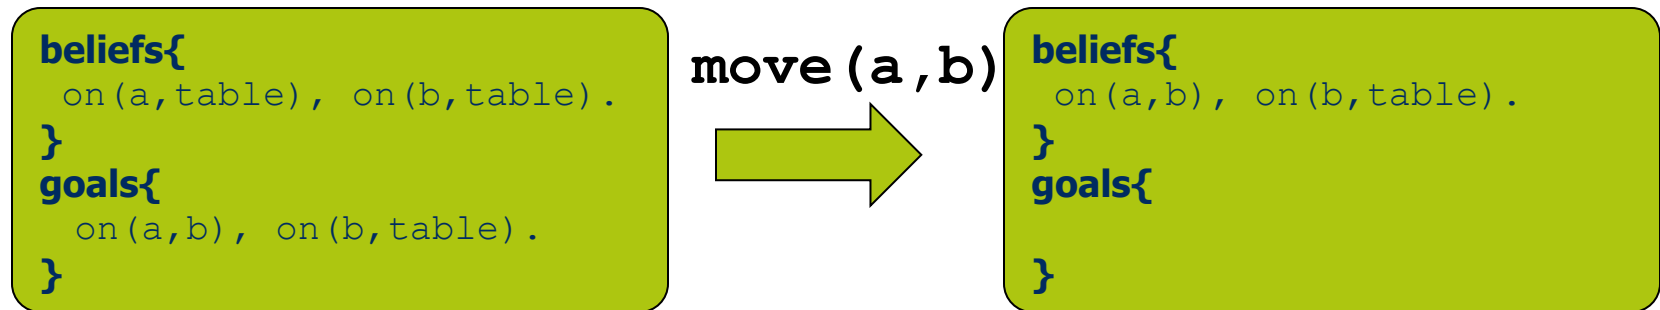 beliefs{
on(a,table), on(b,table).
}
goals{
on(a,b), on(b,table).
}
move(a,b)
beliefs{
on(a,b), on(b,table).
}
goals{
}